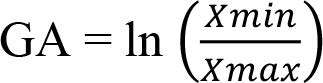 GA = ln (Xmin/Xmax)